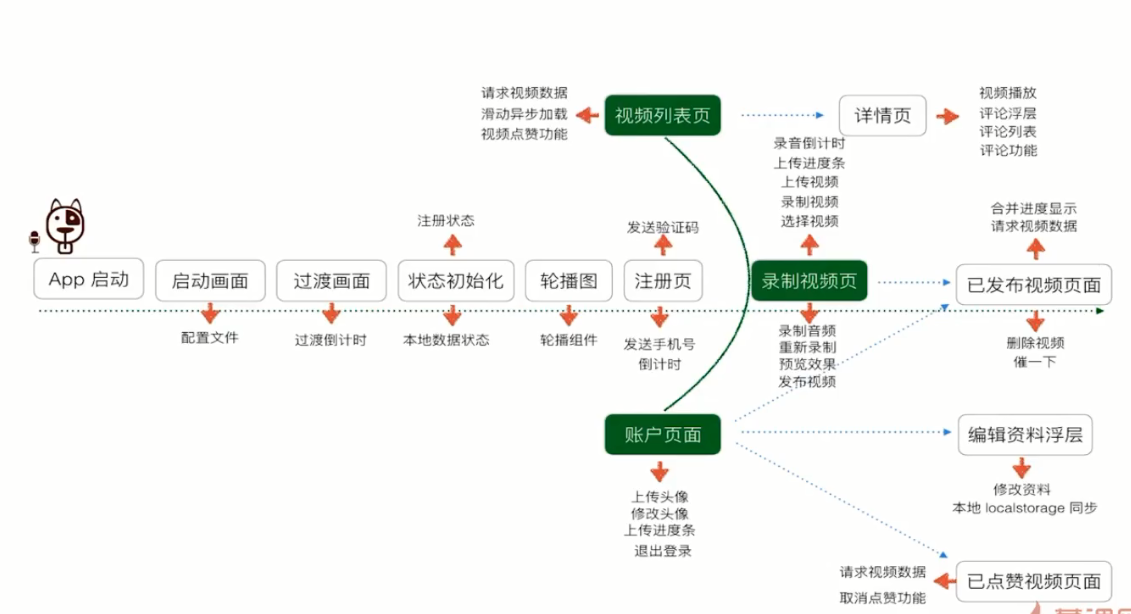 请求视频数据
滑动异步加载
视频点赞功能
视频列表页
详情页
视频播放
评论浮层
评论列表
评论功能
录音倒计时
上传进度条
上传视频
录制视频
选择视频
注册状态
发送验证码
合并进度显示
请求视频数据
App 启动
启动画面
过渡画面
状态初始化
轮播图
注册页
录制视频页
已发布视频页面
配置文件
过渡倒计时
本地数据状态
轮播组件
发送手机号
倒计时
录制音频
重新录制
预览效果
发布视频
删除视频
催一下
账户页面
编辑资料浮层
上传头像
修改头像
上传进度条
退出登录
修改资料
本地 localstorage 同步
请求视频数据
取消点赞功能
已点赞视频页面